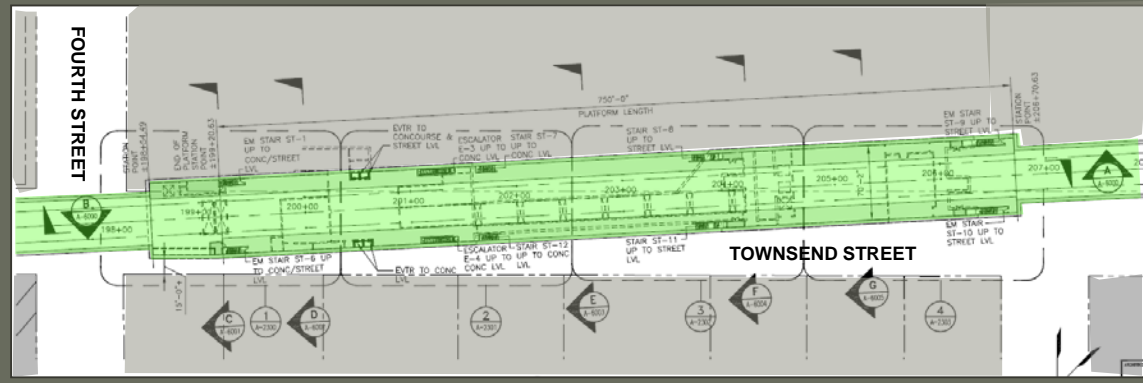 FOURTH STREET
750'-0"
PLATFORM LENGTH
STATION
POINT
END OF
PLATFORM
STATION
POINT
±199+20.63
EM STAIR ST-1
UP TO
CONC/STREET
LVL
EVTR TO
CONCOURSE &
STREET LVL
ESCALATOR
E-3 UP TO
CONC LVL
STAIR ST-7
UP TO
CONC LVL
STAIR ST-8
UP TO
STREET LVL
EM STAIR
ST-9 UP TO
STREET LVL
B
A-6000
198+00
199+00
200+00
201+00
202+00
203+00
204+00
205+00
206+00
207+00
A
EM STAIR ST-6 UP
TO CONC/STREET
LVL
EVTR TO CONC
LVL
ESCALATOR
E-4 UP TO
CONC LVL
STAIR ST-12
UP TO CONC
LVL
STAIR ST-11
UP TO STREET
LVL
EM STAIR
ST-10 UP TO
STREET LVL
TOWNSEND STREET
15'-0"±
C
A-6001
1
A-2300
D
2
A-2301
E
3
F
A-6004
G
A-6005
4
A-2303